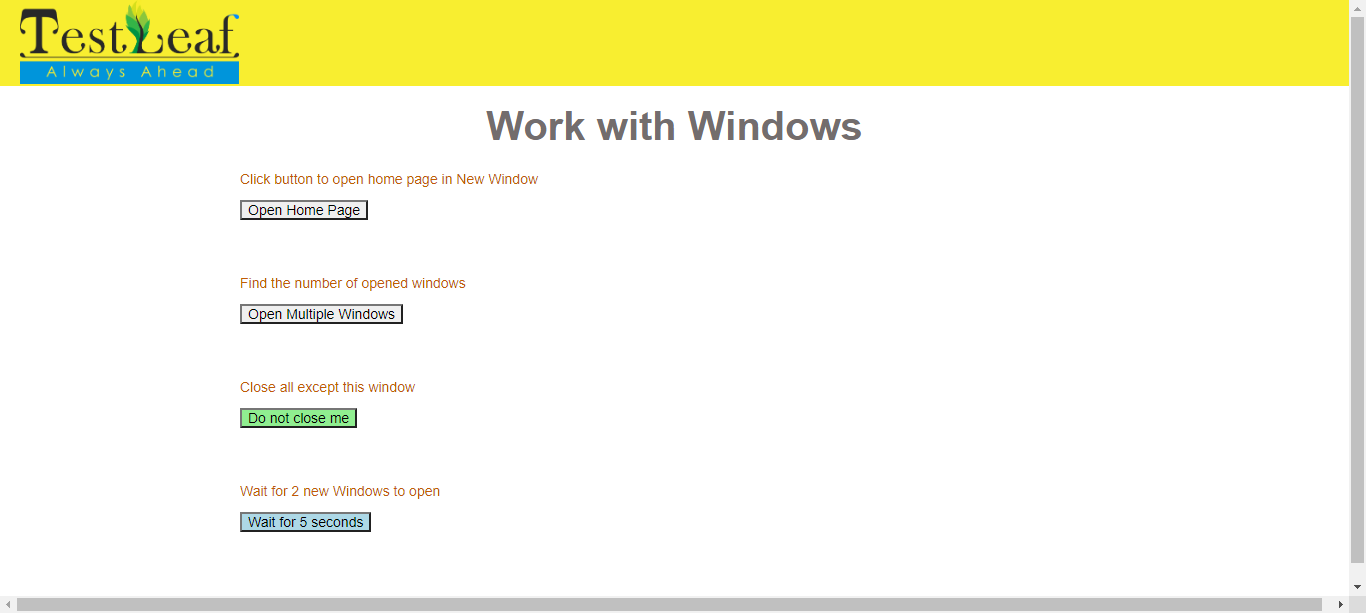 TestLeaf
Always Ahead
Work with Windows
Click button to open home page in New Window
Open Home Page
Find the number of opened windows
Open Multiple Windows
Close all except this window
Do not close me
Wait for 2 new Windows to open
Wait for 5 seconds